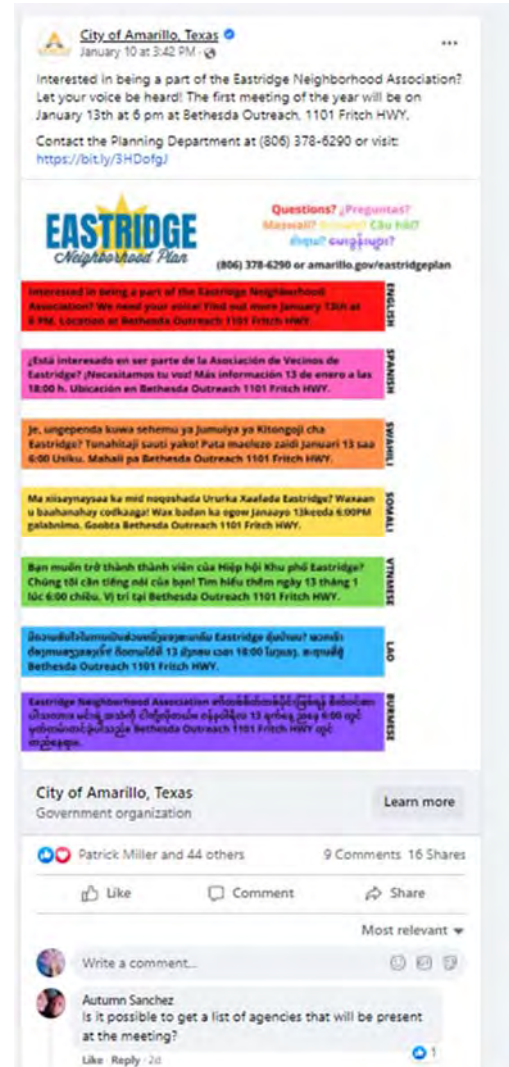 City of Amarillo, Texas
January 10 at 3:42 PM ·
Interested in being a part of the Eastridge Neighborhood Association?
Let your voice be heard! The first meeting of the year will be on
January 13th at 6 pm at Bethesda Outreach, 1101 Fritch HWY.
Contact the Planning Department at (806) 378-6290 or visit:
https://bit.ly/3HDofgJ
EASTRIDGE
Neighborhood Plan
Questions? ¿Preguntas?
Maswali? Câu hỏi?
(806) 378-6290 or amarillo.gov/eastridgeplan
Interested in being a part of the Eastridge Neighborhood
Association? We need your voice! Find out more January 13th at
6 PM. Location at Bethesda Outreach 1101 Fritch HWY
ENGLISH
¿Está interesado en ser parte de la Asociación de Vecinos de
Eastridge? ¡Necesitamos tu voz! Más información 13 de enero a las
18:00 h. Ubicación en Bethesda Outreach 1101 Fritch HWY.
SPANISH
Je, ungependa kuwa sehemu ya Jumuiya ya Kitongoji cha
Eastridge? Tunahitaji sauti yako! Pata maelezo zaidi Januari 13 saa
6:00 Usiku. Mahali pa Bethesda Outreach 1101 Fritch HWY.
SWAHILI
Ma xiisaynaysaa ka mid noqoshada Ururka Xaafada Eastridge? Waxaan
u baahanahay codkaaga! Wax badan ka ogow Janaayo 13keeda 6:00PM
galabnimo. Goobta Bethesda Outreach 1101 Fritch HWY.
SOMALI
Bạn muốn trở thành thành viên của Hiệp hội Khu phố Eastridge?
Chúng tôi cần tiếng nói của bạn! Tìm hiểu thêm ngày 13 tháng 1
lúc 6:00 chiều. Vị trí tại Bethesda Outreach 1101 Fritch HWY.
VTNMESE
Eastridge
13 18:00
Bethesda Outreach 1101 Fritch HWY.
LAO
Eastridge Neighborhood Association
13 6:00
Bethesda Outreach 1101 Fritch HWY
BURMESE
City of Amarillo, Texas
Government organization
Learn more
Patrick Miller and 44 others 9 Comments 16 Shares
Like Comment Share
Most relevant
Write a comment...
Autumn Sanchez
Is it possible to get a list of agencies that will be present
at the meeting?
Like · Reply · 2d 1